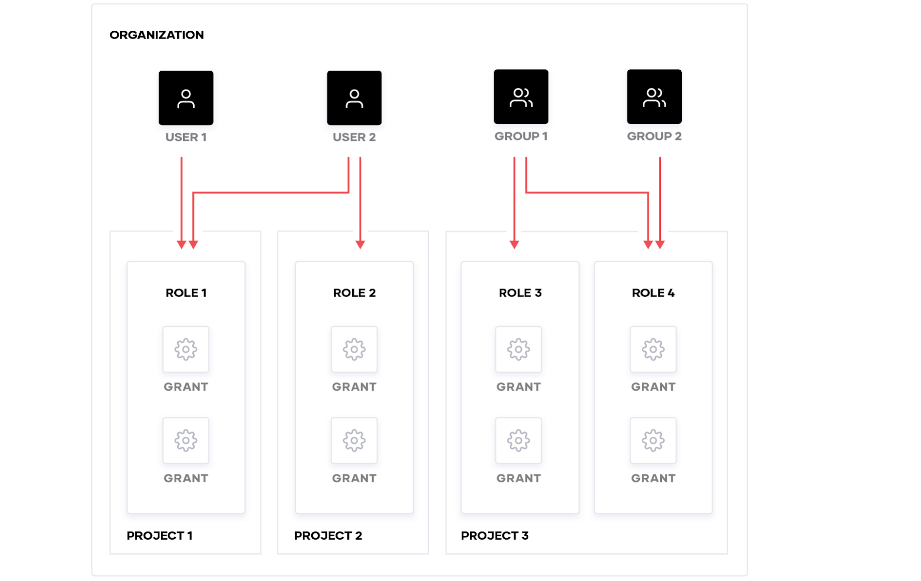 ORGANIZATION
USER 1
USER 2
GROUP 1
GROUP 2
ROLE 1
ROLE 2
ROLE 3
ROLE 4
GRANT
GRANT
GRANT
GRANT
GRANT
GRANT
GRANT
GRANT
PROJECT 1
PROJECT 2
PROJECT 3